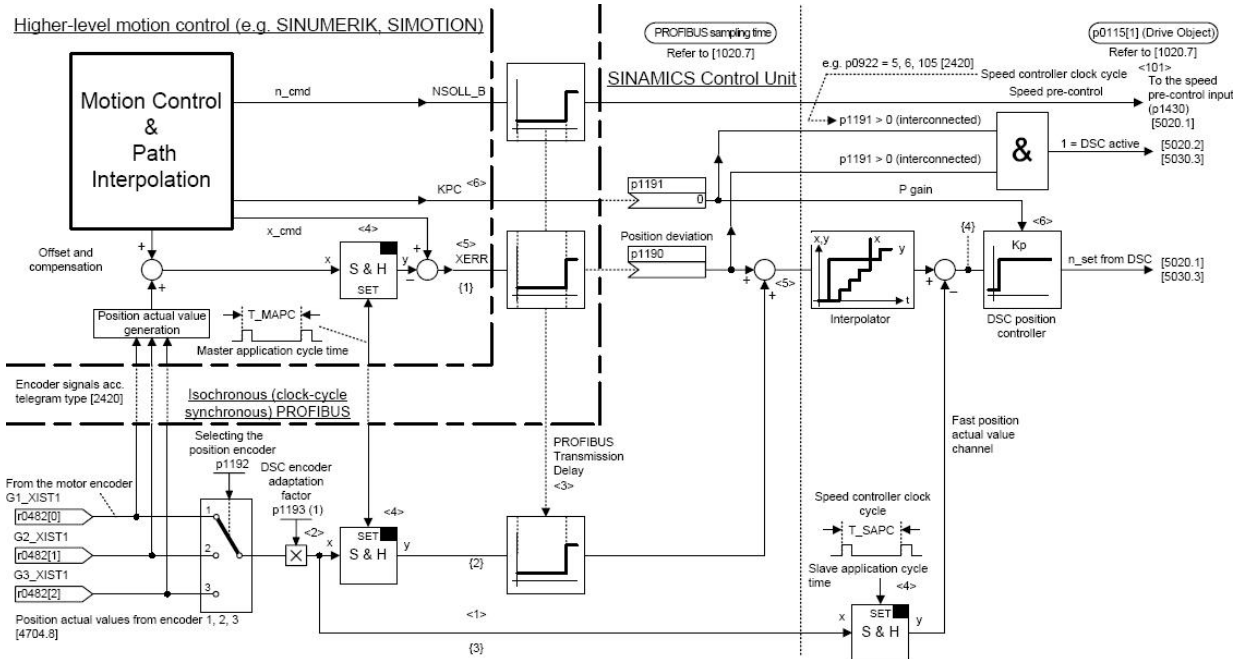 Higher-level motion control (e.g. SINUMERIK, SIMOTION)
PROFIBUS sampling time
Refer to [1020.7]
SINAMICS Control Unit
p0115[1] (Drive Object)
Refer to [1020.7]
<101>
To the speed
pre-control input
(p1430)
[5020.1]
e.g. p0922 = 5, 6, 105 [2420]
Speed controller clock cycle
Speed pre-control
Motion Control
&
Path
Interpolation
n_cmd
NSOLL_B
p1191 > 0 (interconnected)
p1191 > 0 (interconnected)
&
1 = DSC active
[5020.2]
[5030.3]
KPC
<6>
p1191
0
P gain
x_cmd
Offset and
compensation
+
+
<4>
x
S & H
SET
y
+
−
<5>
XERR
{1}
Position deviation
p1190
+
+
<5>
x,y
x
y
t
Interpolator
+
−
{4}
<6>
Kp
DSC position
controller
n_set from DSC
[5020.1]
[5030.3]
Position actual value
generation
T_MAPC
Master application cycle time
Encoder signals acc.
telegram type [2420]
Isochronous (clock-cycle
synchronous) PROFIBUS
Selecting the
position encoder
p1192
DSC encoder
adaptation
factor
p1193 (1)
PROFIBUS
Transmission
Delay
<3>
Fast position
actual value
channel
From the motor encoder
G1_XIST1
r0482[0]
G2_XIST1
r0482[1]
G3_XIST1
r0482[2]
1
2
3
Position actual values from encoder 1, 2, 3
[4704.8]
X
<2>
x
<4>
SET
S & H
y
{2}
<1>
{3}
Speed controller clock
cycle
T_SAPC
Slave application cycle
time
<4>
x
SET
S & H
y